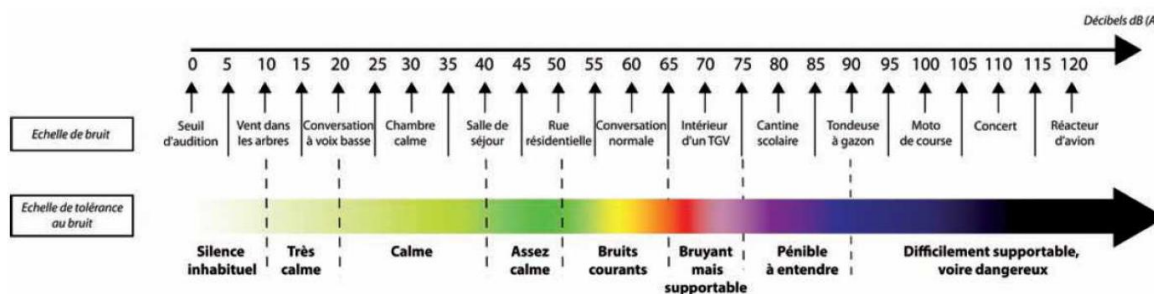 Décibels dB (A
0 5 10 15 20 25 30 35 40 45 50 55 60 65 70 75 80 85 90 95 100 105 110 115 120
Echelle de bruit
Seuil
d'audition
Vent dans
les arbres
Conversation
à voix basse
Chambre
calme
Salle de
séjour
Rue
résidentielle
Conversation
normale
Intérieur
d'un TGV
Cantine
scolaire
Tondeuse
à gazon
Moto
de course
Concert
Réacteur
d'avion
Echelle de tolérance
au bruit
Silence
inhabituel
Très
calme
Calme
Assez
calme
Bruits
courants
Bruyant
mais
supportable
Pénible
à entendre
Difficilement supportable,
voire dangereux